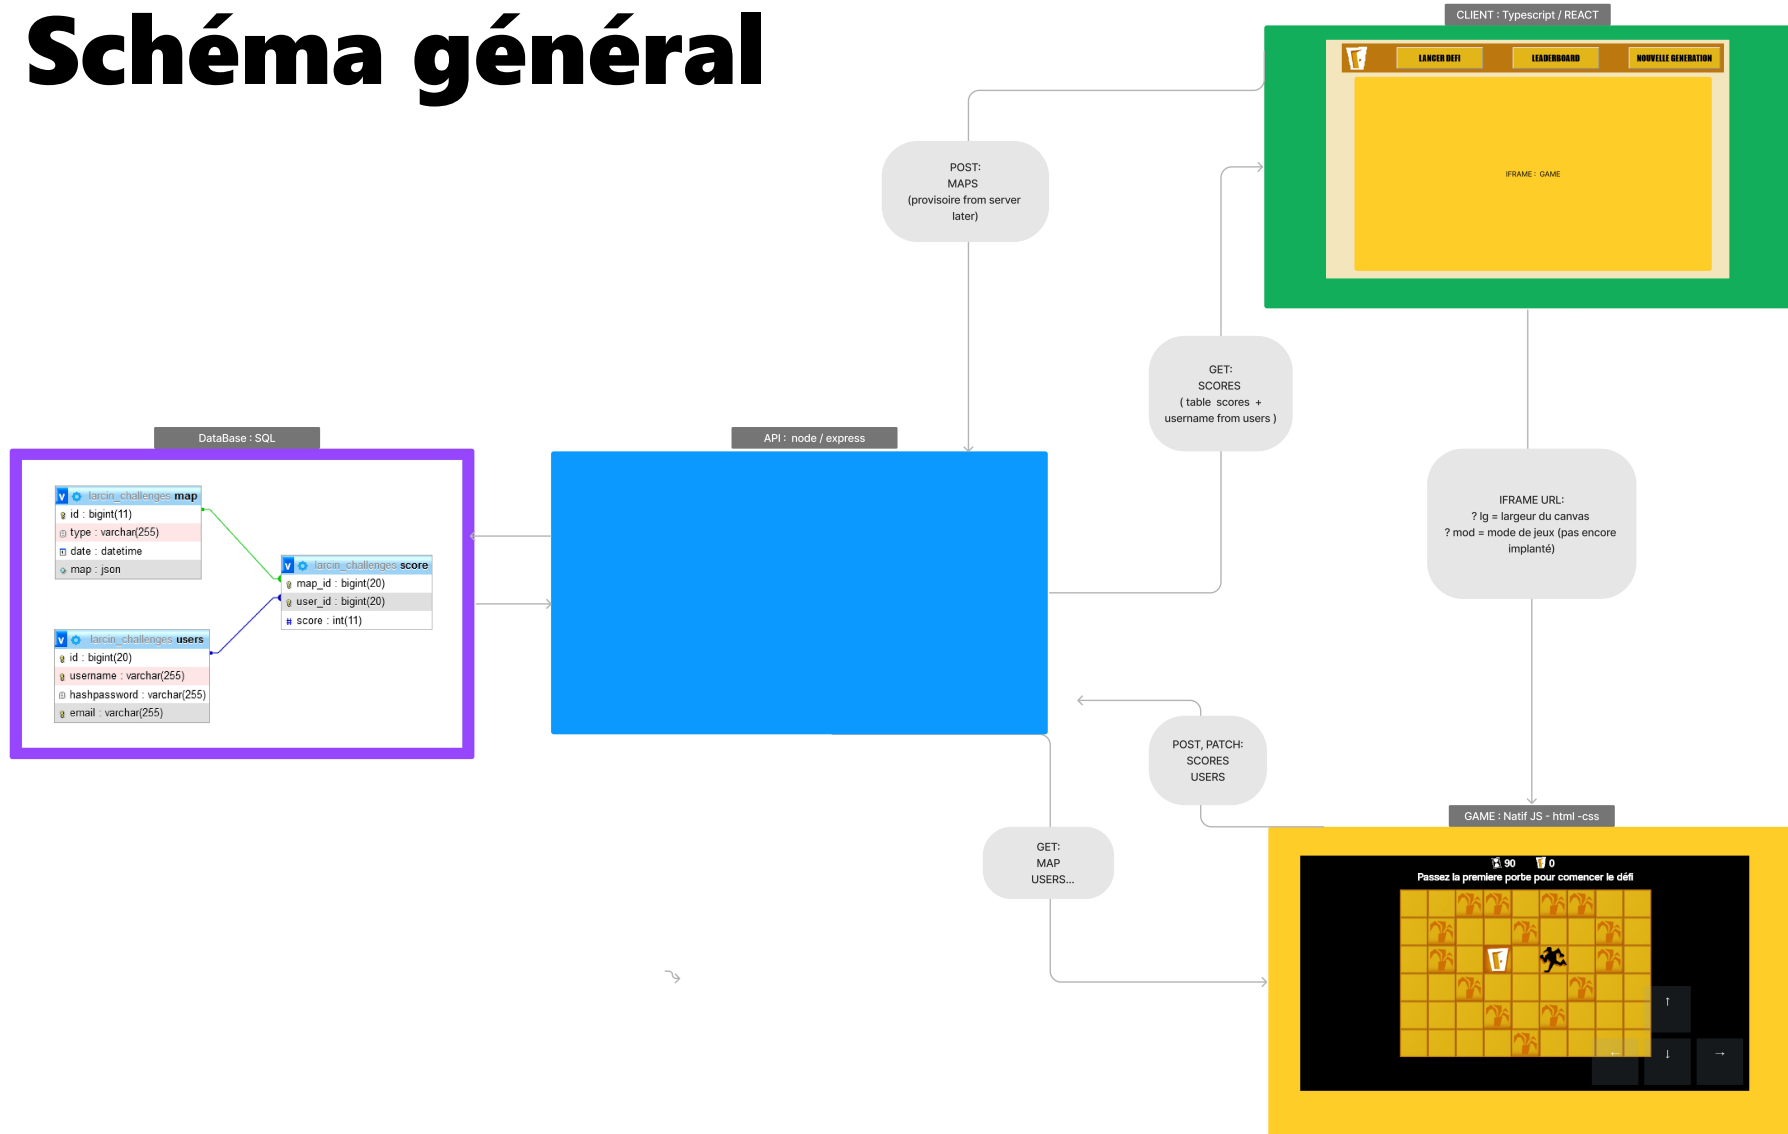 Schéma général
CLIENT : Typescript / REACT
LANCER DEFI
LEADERBOARD
NOUVELLE GENERATION
IFRAME : GAME
POST:
MAPS
(provisoire from server
later)
GET:
SCORES
( table scores +
username from users )
DataBase : SQL
v larcin_challenges map
id : bigint(11)
type : varchar(255)
date : datetime
map : json
v larcin_challenges score
map_id : bigint(20)
user_id : bigint(20)
# score : int(11)
v larcin_challenges users
id : bigint(20)
username : varchar(255)
hashpassword : varchar(255)
email : varchar(255)
API : node / express
IFRAME URL:
? lg = largeur du canvas
? mod = mode de jeux (pas encore
implanté)
POST, PATCH:
SCORES
USERS
GET:
MAP
USERS...
GAME : Natif JS - html -css
90 0
Passez la premiere porte pour comencer le défi
↑
← ↓ →